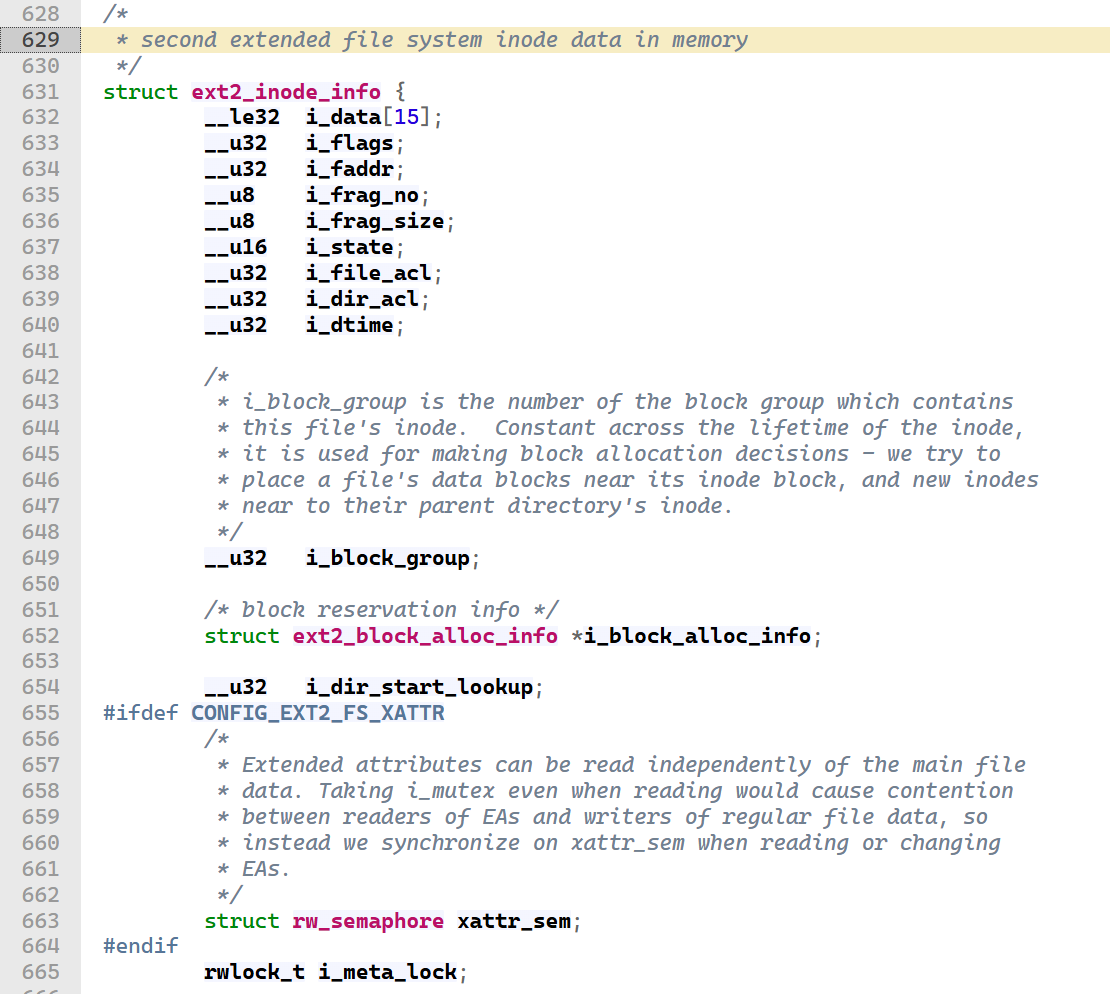 628 /*
629  * second extended file system inode data in memory
630  */
631 struct ext2_inode_info {
632         __le32  i_data[15];
633         __u32   i_flags;
634         __u32   i_faddr;
635         __u8    i_frag_no;
636         __u8    i_frag_size;
637         __u16   i_state;
638         __u32   i_file_acl;
639         __u32   i_dir_acl;
640         __u32   i_dtime;
641
642         /*
643          * i_block_group is the number of the block group which contains
644          * this file's inode.  Constant across the lifetime of the inode,
645          * it is used for making block allocation decisions - we try to
646          * place a file's data blocks near its inode block, and new inodes
647          * near to their parent directory's inode.
648          */
649         __u32   i_block_group;
650
651         /* block reservation info */
652         struct ext2_block_alloc_info *i_block_alloc_info;
653
654         __u32   i_dir_start_lookup;
655 #ifdef CONFIG_EXT2_FS_XATTR
656         /*
657          * Extended attributes can be read independently of the main file
658          * data. Taking i_mutex even when reading would cause contention
659          * between readers of EAs and writers of regular file data, so
660          * instead we synchronize on xattr_sem when reading or changing
661          * EAs.
662          */
663         struct rw_semaphore xattr_sem;
664 #endif
665         rwlock_t i_meta_lock;